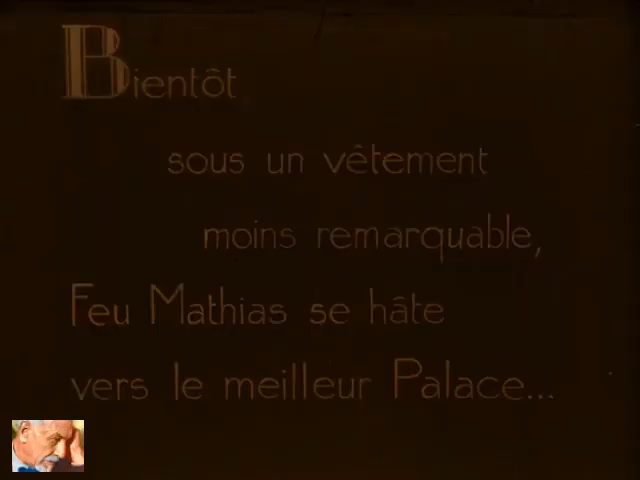 Bientôt
sous un vêtement
moins remarquable,
Feu Mathias se hâte
vers le meilleur Palace...